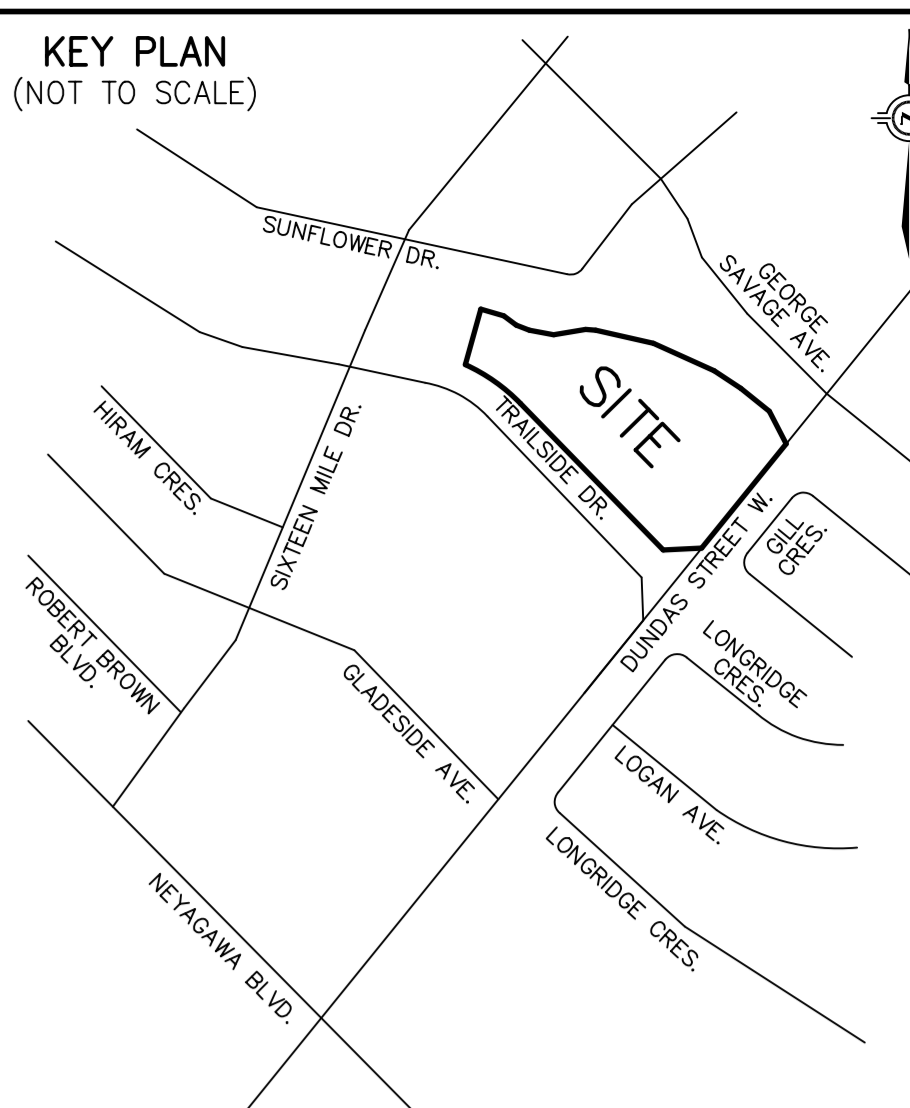 KEY PLAN
(NOT TO SCALE)
SUNFLOWER DR.
GEORGE
SAVAGE AVE.
SITE
TRAILSIDE DR.
HIRAM CRES.
SIXTEEN MILE DR.
DUNDAS STREET W.
GILL
CRES.
ROBERT BROWN
BLVD.
LONGRIDGE
CRES.
GLADESIDE AVE.
LOGAN AVE.
LONGRIDGE CRES.
NEYAGAWA BLVD.